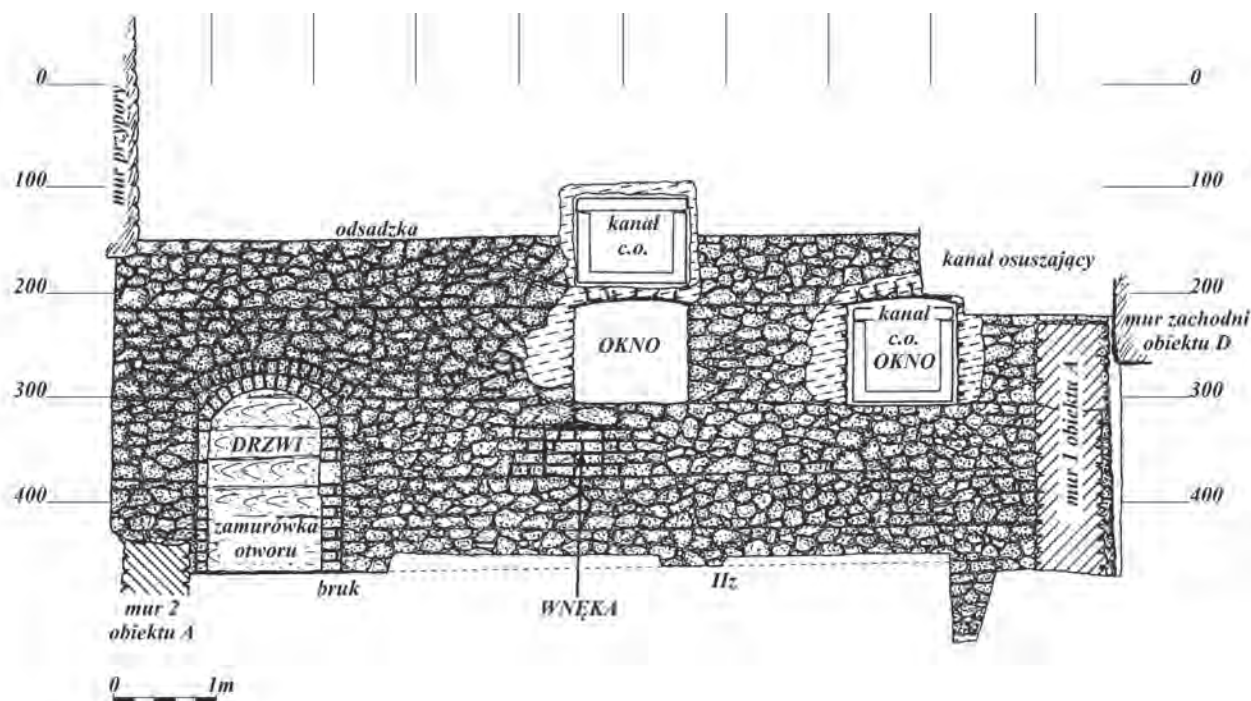 0
0
mur przypory
100
100
odsadzka
kanał
c.o.
kanał osuszający
200
200
mur zachodni
obiektu D
kanał
c.o.
OKNO
OKNO
300
300
DRZWI
mur 1 obiektu A
400
400
zamurówka
otworu
bruk
IIz
mur 2
obiektu A
WNĘKA
0
1m